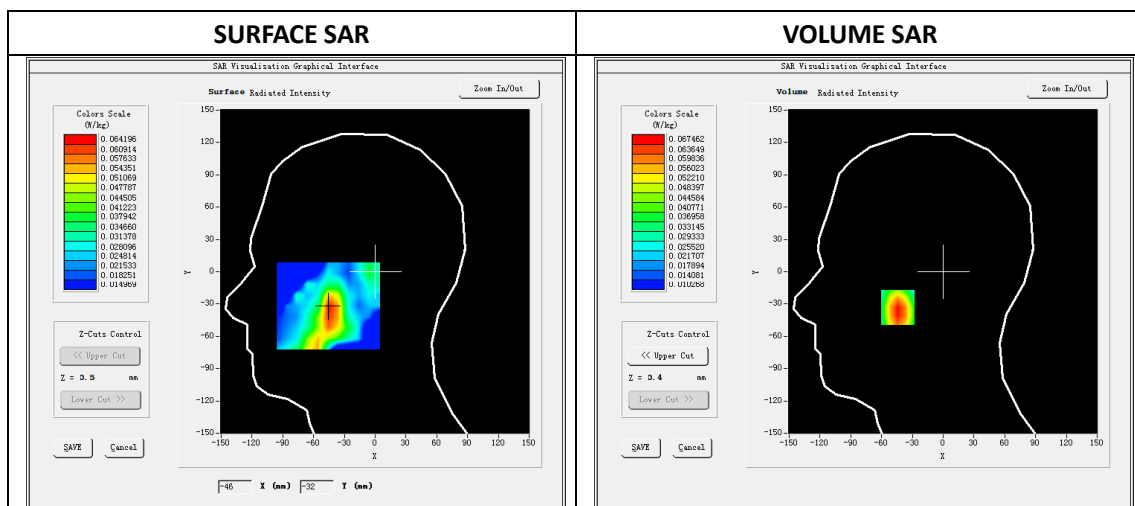 SURFACE SAR
VOLUME SAR
SAR Visualisation Graphical Interface
Surface Radiated Intensity
Zoom In/Out
Colors Scale
(W/kg)
0.064196
0.060914
0.057633
0.054351
0.051069
0.047787
0.044505
0.041223
0.037942
0.034660
0.031378
0.028096
0.024814
0.021533
0.018251
0.014969
150
120
90
60
30
0
-30
-60
-90
-120
-150
Y
-150 -120 -90 -60 -30 0 30 60 90 120 150
X
Z-Cuts Control
<< Upper Cut
Z = 3.5 mm
Lower Cut >>
SAVE Cancel
-46 X (mm) -32 Y (mm)
SAR Visualisation Graphical Interface
Volume Radiated Intensity
Zoom In/Out
Colors Scale
(W/kg)
0.067462
0.063649
0.059836
0.056023
0.052210
0.048397
0.044584
0.040771
0.036958
0.033145
0.029333
0.025520
0.021707
0.017894
0.014081
0.010268
150
120
90
60
30
0
-30
-60
-90
-120
-150
Y
-150 -120 -90 -60 -30 0 30 60 90 120 150
X
Z-Cuts Control
<< Upper Cut
Z = 3.4 mm
Lower Cut >>
SAVE Cancel